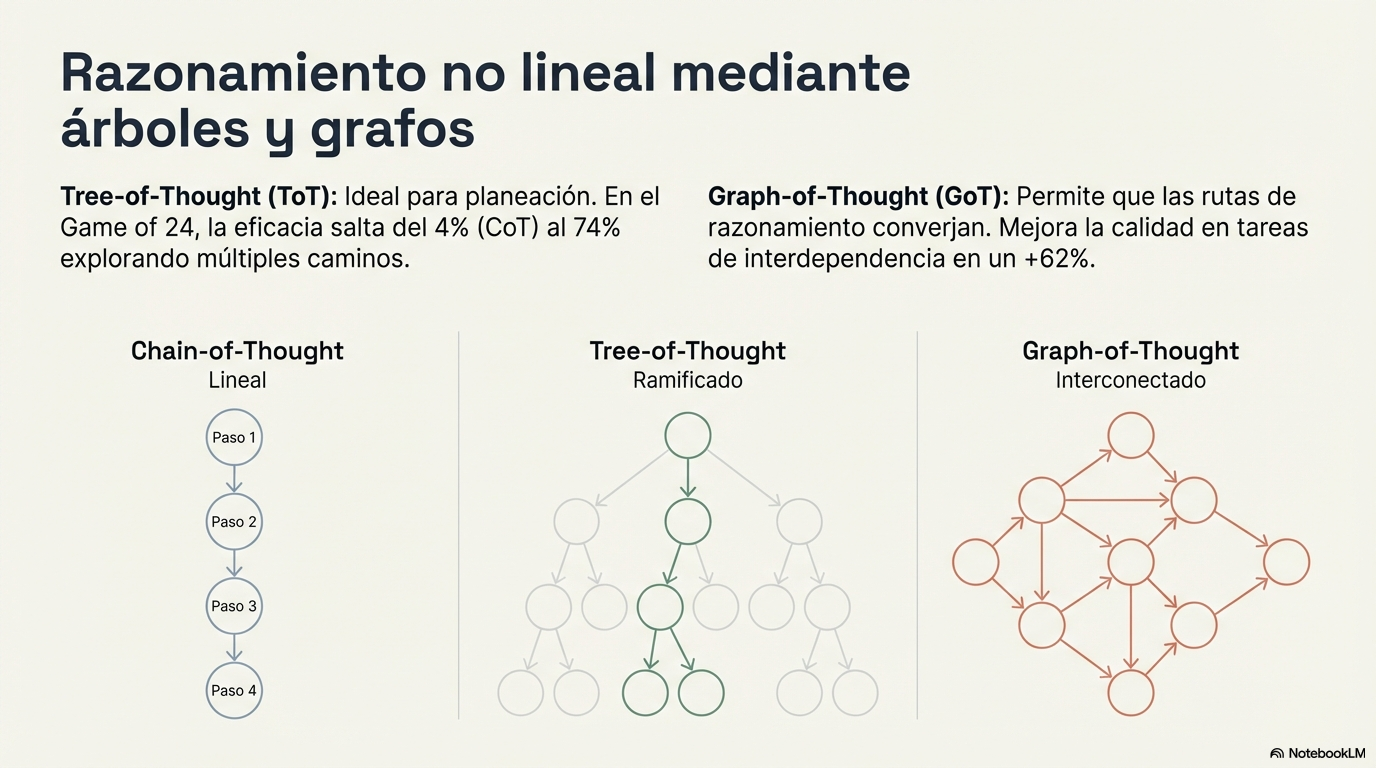 Razonamiento no lineal mediante
árboles y grafos
Tree-of-Thought (ToT): Ideal para planeación. En el
Game of 24, la eficacia salta del 4% (CoT) al 74%
explorando múltiples caminos.
Graph-of-Thought (GoT): Permite que las rutas de
razonamiento converjan. Mejora la calidad en tareas
de interdependencia en un +62%.
Chain-of-Thought
Lineal
Paso 1
Paso 2
Paso 3
Paso 4
Tree-of-Thought
Ramificado
Graph-of-Thought
Interconectado
NotebookLM